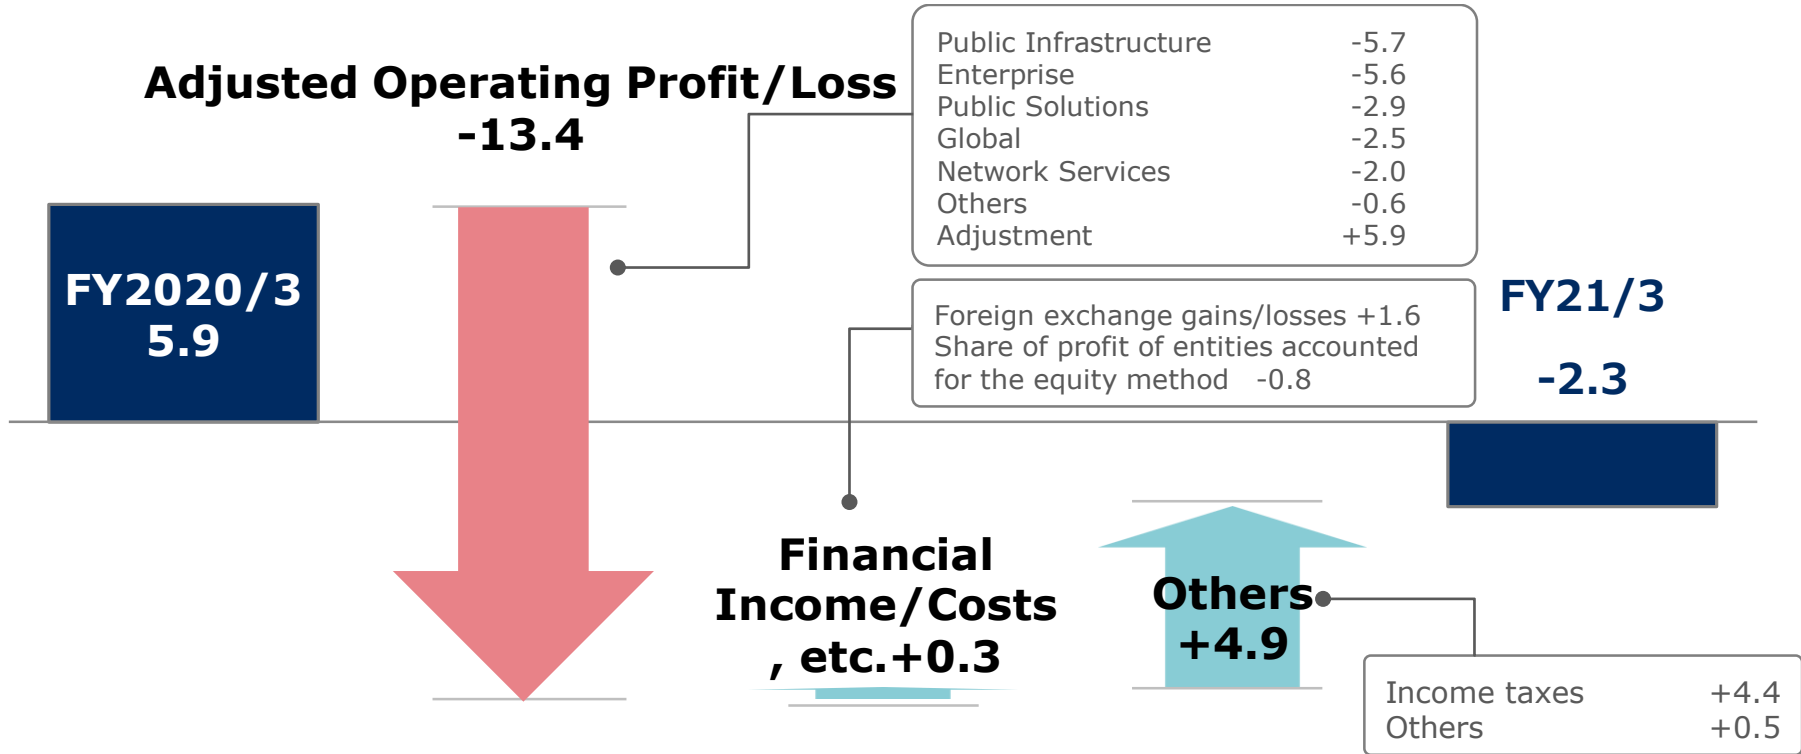 Adjusted Operating Profit/Loss
-13.4
Public Infrastructure -5.7
Enterprise -5.6
Public Solutions -2.9
Global -2.5
Network Services -2.0
Others -0.6
Adjustment +5.9
FY2020/3
5.9
Foreign exchange gains/losses +1.6
Share of profit of entities accounted
for the equity method -0.8
FY21/3
-2.3
Financial
Income/Costs
, etc.+0.3
Others
+4.9
Income taxes +4.4
Others +0.5